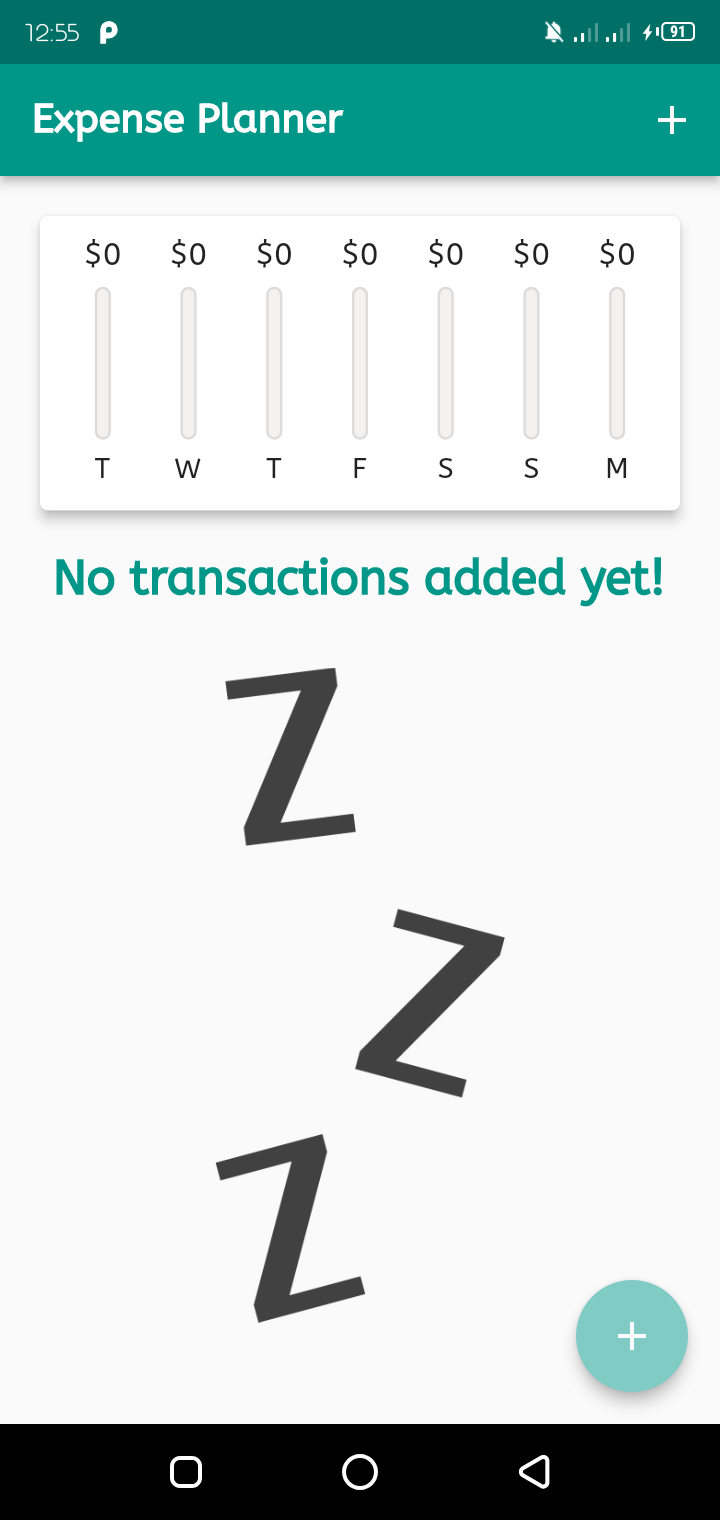 12:55 91
Expense Planner +
$0 $0 $0 $0 $0 $0 $0
T W T F S S M
No transactions added yet!
Z
Z
Z
+